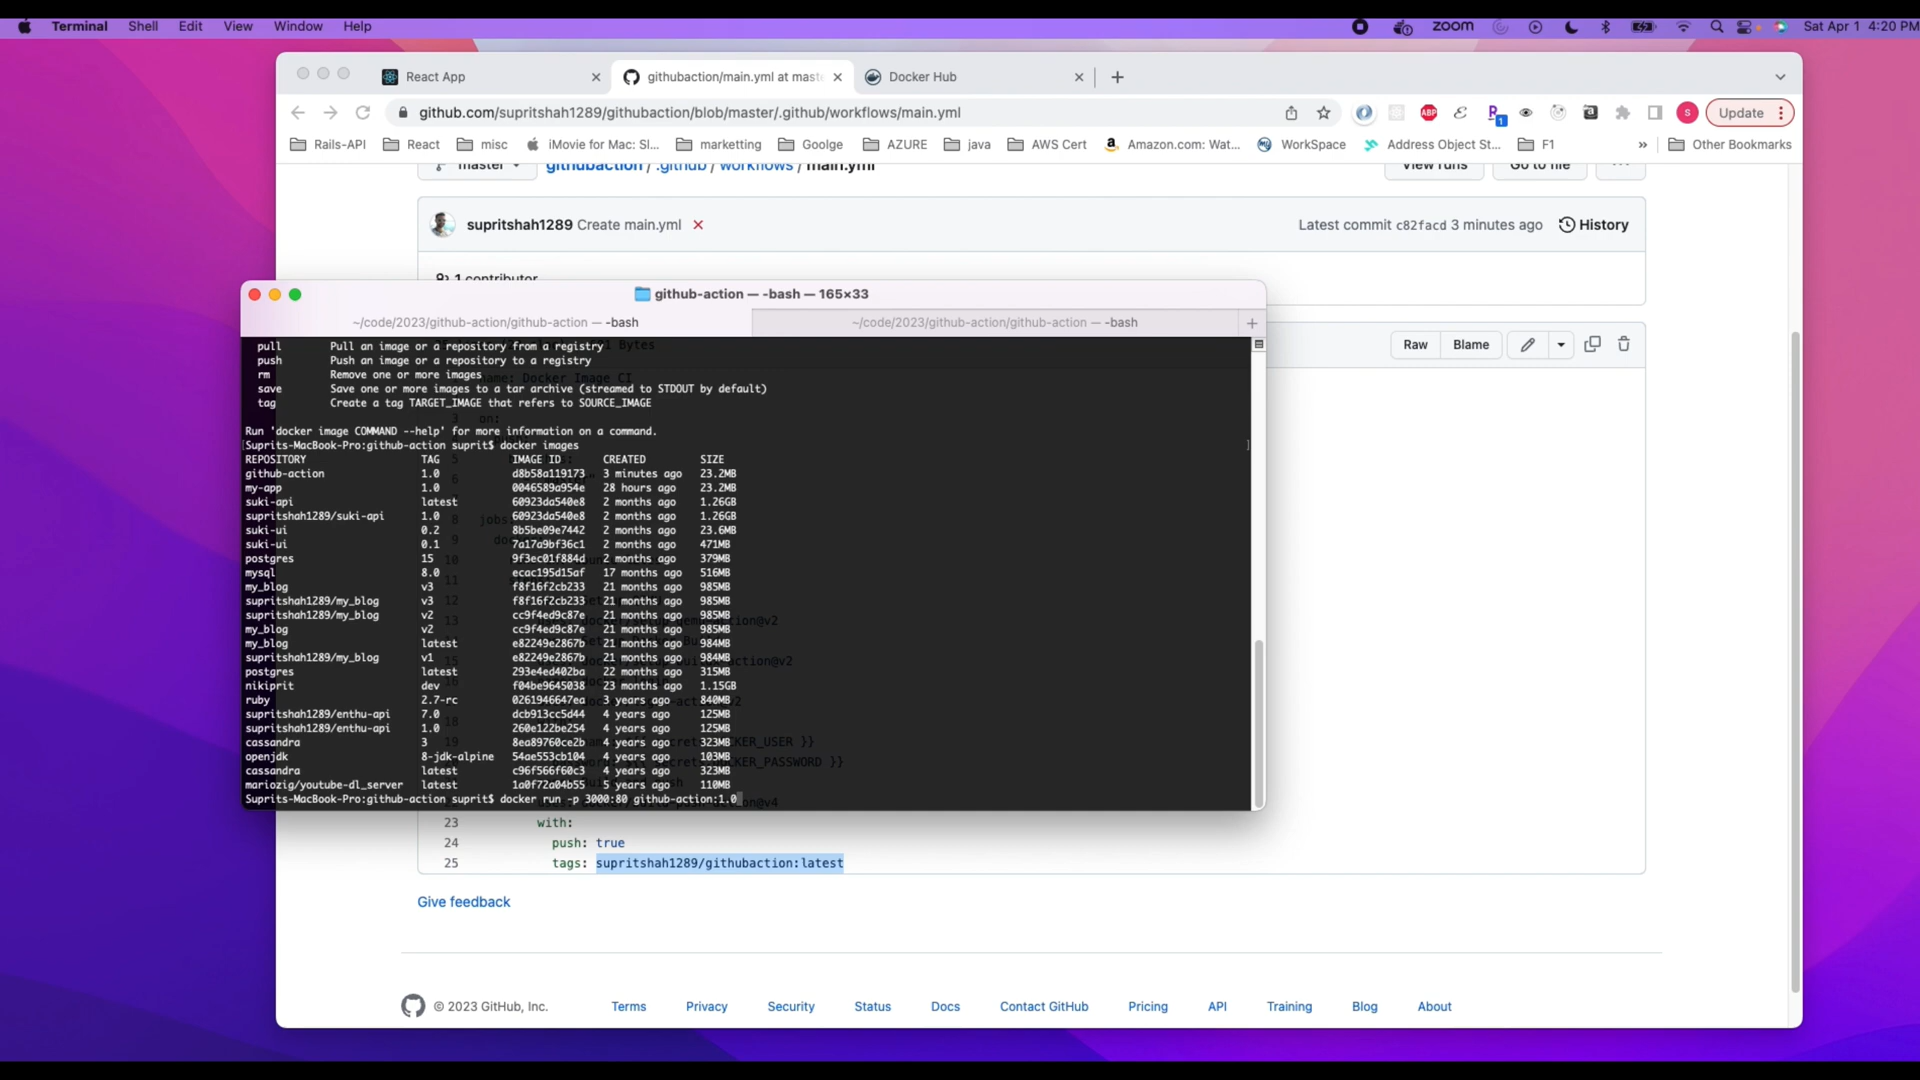 Terminal Shell Edit View Window Help zoom Sat Apr 1 4:20 PM
React App githubaction/main.yml at maste Docker Hub
github.com/supritshah1289/githubaction/blob/master/.github/workflows/main.yml ABP 1 S Update
Rails-API React misc iMovie for Mac: Sl... marketting Goolge AZURE java AWS Cert Amazon.com: Wat... WorkSpace Address Object St... F1 » Other Bookmarks
master githubaction / .github / workflows / main.yml View runs Go to file
supritshah1289 Create main.yml Latest commit c82facd 3 minutes ago History
1 contributor
github-action — -bash — 165×33
~/code/2023/github-action/github-action — -bash ~/code/2023/github-action/github-action — -bash
Raw Blame
pull Pull an image or a repository from a registry
push Push an image or a repository to a registry
rm Remove one or more images
save Save one or more images to a tar archive (streamed to STDOUT by default)
tag Create a tag TARGET_IMAGE that refers to SOURCE_IMAGE
Run 'docker image COMMAND --help' for more information on a command.
[Suprits-MacBook-Pro:github-action suprit$ docker images ]
REPOSITORY TAG IMAGE ID CREATED SIZE
github-action 1.0 d8b58a119173 3 minutes ago 23.2MB
my-app 1.0 0046589a954e 28 hours ago 23.2MB
suki-api latest 60923da540e8 2 months ago 1.26GB
supritshah1289/suki-api 1.0 60923da540e8 2 months ago 1.26GB
suki-ui 0.2 8b5be09e7442 2 months ago 23.6MB
suki-ui 0.1 7a17a9bf36c1 2 months ago 471MB
postgres 15 9f3ec01f884d 2 months ago 379MB
mysql 8.0 ecac195d15af 17 months ago 516MB
my_blog v3 f8f16f2cb233 21 months ago 985MB
supritshah1289/my_blog v3 f8f16f2cb233 21 months ago 985MB
supritshah1289/my_blog v2 cc9f4ed9c87e 21 months ago 985MB
my_blog v2 cc9f4ed9c87e 21 months ago 985MB
my_blog latest e82249e2867b 21 months ago 984MB
supritshah1289/my_blog v1 e82249e2867b 21 months ago 984MB
postgres latest 293e4ed402ba 22 months ago 315MB
nikiprit dev f04be9645038 23 months ago 1.15GB
ruby 2.7-rc 0261946647ea 3 years ago 840MB
supritshah1289/enthu-api 7.0 dcb913cc5d44 4 years ago 125MB
supritshah1289/enthu-api 1.0 260e122be254 4 years ago 125MB
cassandra 3 8ea89760ce2b 4 years ago 323MB
openjdk 8-jdk-alpine 54ae553cb104 4 years ago 103MB
cassandra latest c96f566f60c3 4 years ago 323MB
mariozig/youtube-dl_server latest 1a0f72a04b55 5 years ago 110MB
Suprits-MacBook-Pro:github-action suprit$ docker run -p 3000:80 github-action:1.0
23 with:
24 push: true
25 tags: supritshah1289/githubaction:latest
Give feedback
© 2023 GitHub, Inc. Terms Privacy Security Status Docs Contact GitHub Pricing API Training Blog About